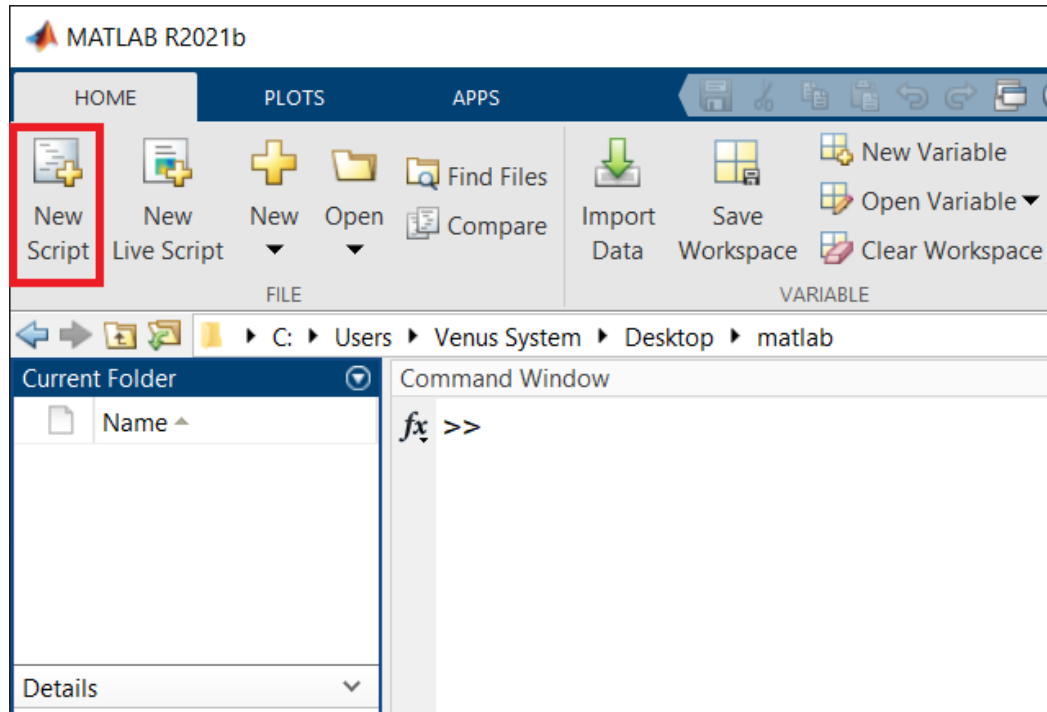 MATLAB R2021b
HOME PLOTS APPS
New Script
New Live Script
New
Open
Find Files
Compare
Import Data
Save Workspace
New Variable
Open Variable
Clear Workspace
FILE VARIABLE
C: Users Venus System Desktop matlab
Current Folder
Name
Command Window
fx >>
Details